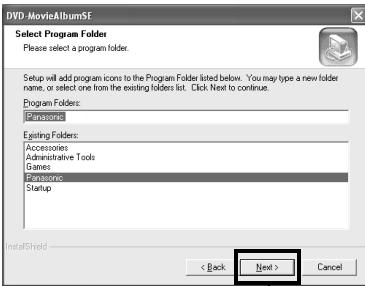 DVD-MovieAlbumSE
Select Program Folder
Please select a program folder.
Setup will add program icons to the Program Folder listed below. You may type a new folder
name, or select one from the existing folders list. Click Next to continue.
Program Folders:
Panasonic
Existing Folders:
Accessories
Administrative Tools
Games
Panasonic
Startup
InstallShield
< Back
Next >
Cancel